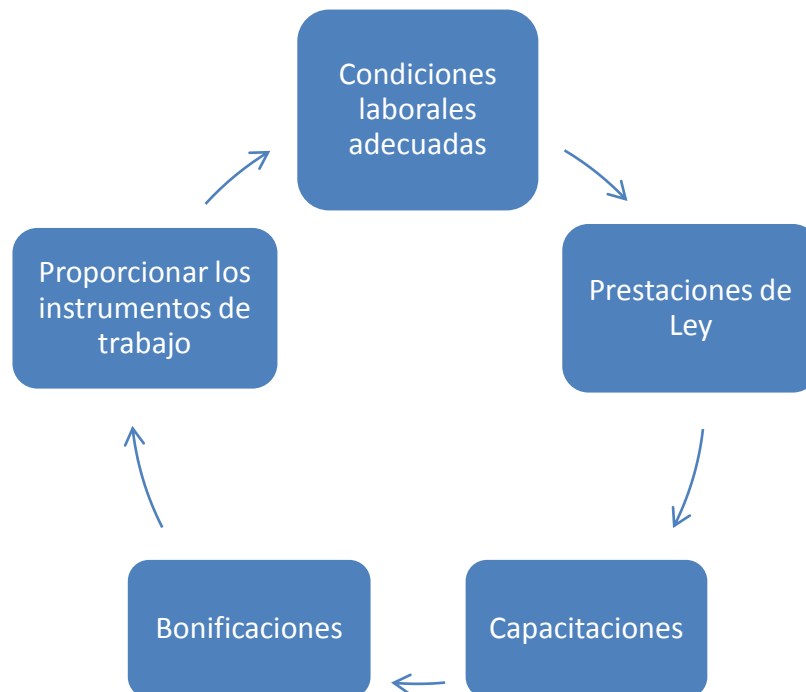 Condiciones
laborales
adecuadas
Prestaciones de
Ley
Capacitaciones
Bonificaciones
Proporcionar los
instrumentos de
trabajo